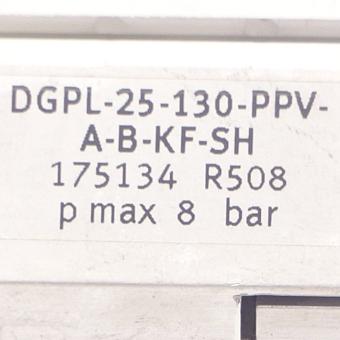 DGPL-25-130-PPV-
A-B-KF-SH
175134 R508
p max 8 bar